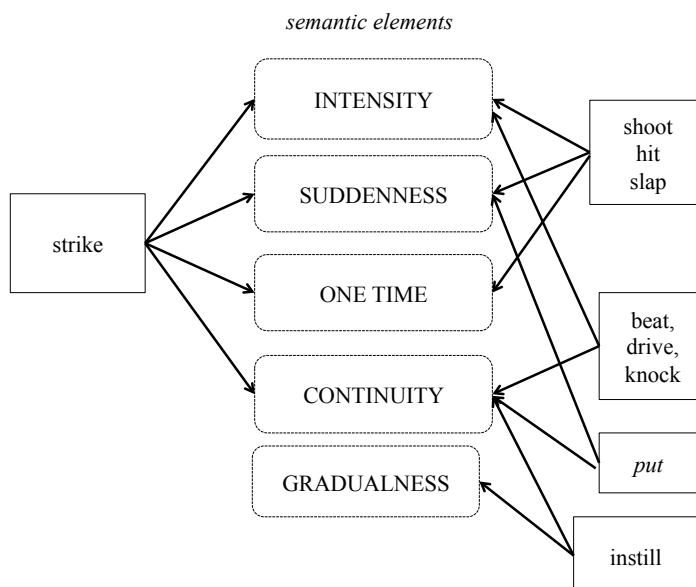 semantic elements
INTENSITY
SUDDENNESS
ONE TIME
CONTINUITY
GRADUALNESS
strike
shoot
hit
slap
beat,
drive,
knock
put
instill